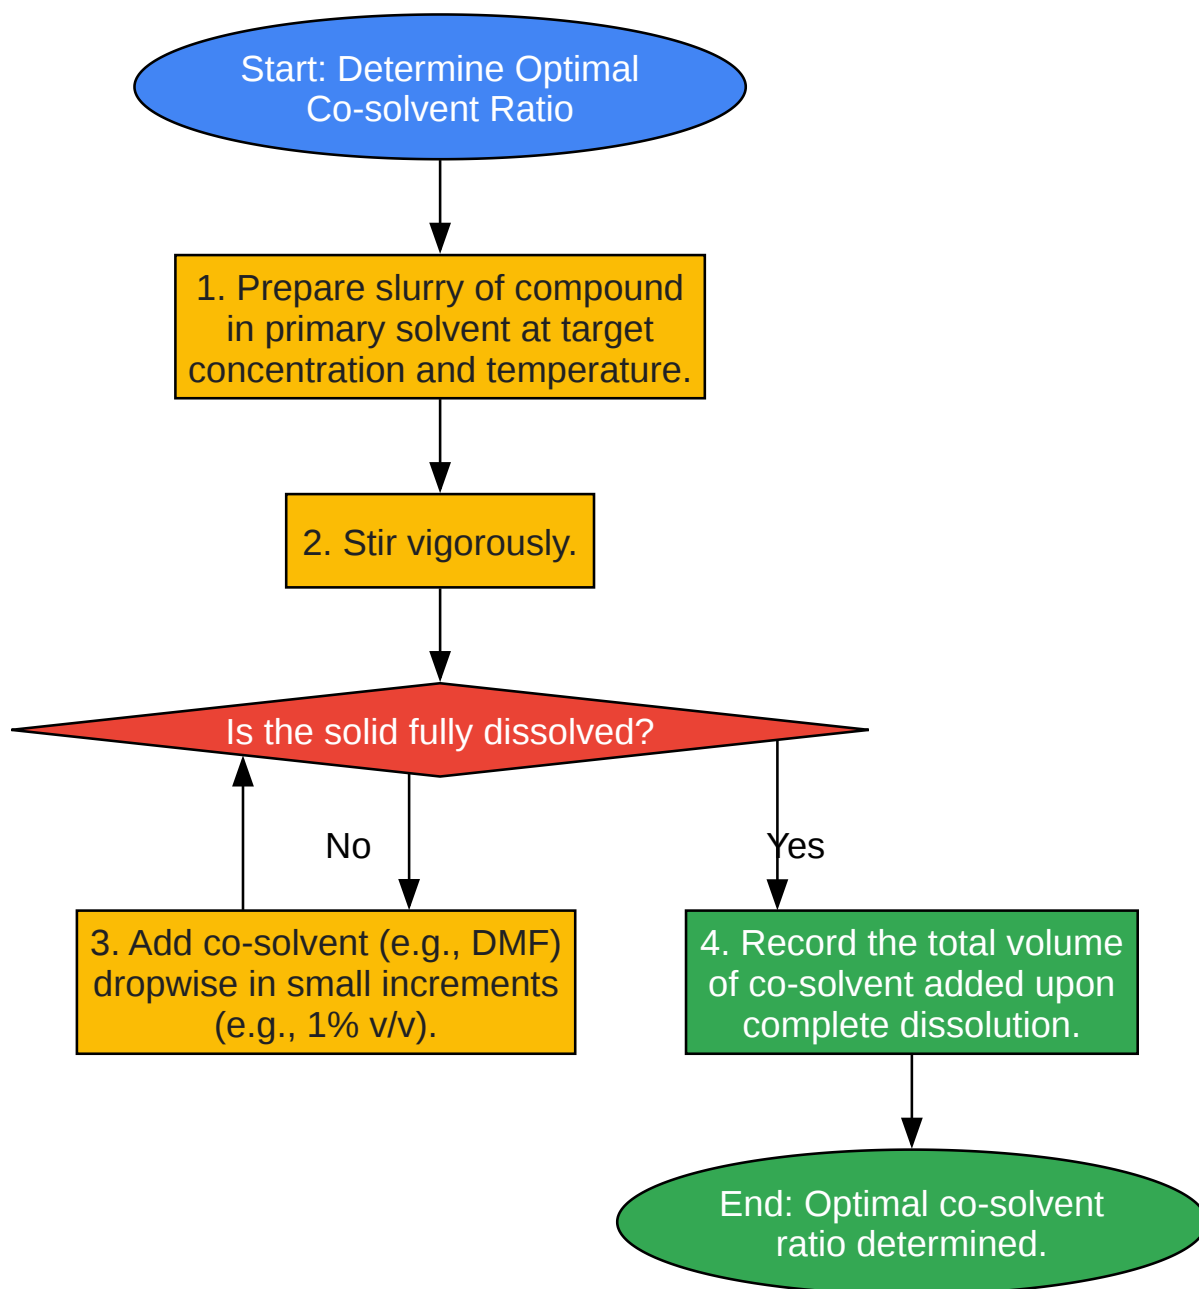 Start: Determine Optimal
Co-solvent Ratio
1. Prepare slurry of compound
in primary solvent at target
concentration and temperature.
2. Stir vigorously.
Is the solid fully dissolved?
No
Yes
3. Add co-solvent (e.g., DMF)
dropwise in small increments
(e.g., 1% v/v).
4. Record the total volume
of co-solvent added upon
complete dissolution.
End: Optimal co-solvent
ratio determined.